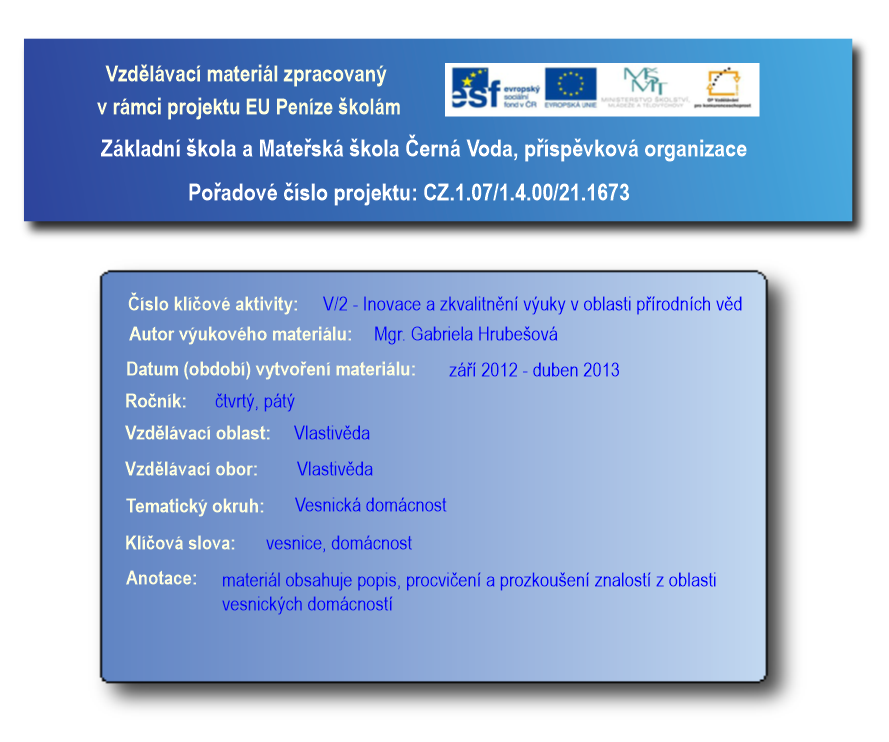 Vzdělávací materiál zpracovaný
v rámci projektu EU Peníze školám
esf evropský
sociální
fond v ČR
EVROPSKÁ UNIE
MINISTERSTVO ŠKOLSTVÍ,
MLÁDEŽE A TĚLOVÝCHOVY
OP Vzdělávání
pro konkurenceschopnost
Základní škola a Mateřská škola Černá Voda, příspěvková organizace
Pořadové číslo projektu: CZ.1.07/1.4.00/21.1673
Číslo klíčové aktivity: V/2 - Inovace a zkvalitnění výuky v oblasti přírodních věd
Autor výukového materiálu: Mgr. Gabriela Hrubešová
Datum (období) vytvoření materiálu: září 2012 - duben 2013
Ročník: čtvrtý, pátý
Vzdělávací oblast: Vlastivěda
Vzdělávací obor: Vlastivěda
Tematický okruh: Vesnická domácnost
Klíčová slova: vesnice, domácnost
Anotace: materiál obsahuje popis, procvičení a prozkoušení znalostí z oblasti
vesnických domácností